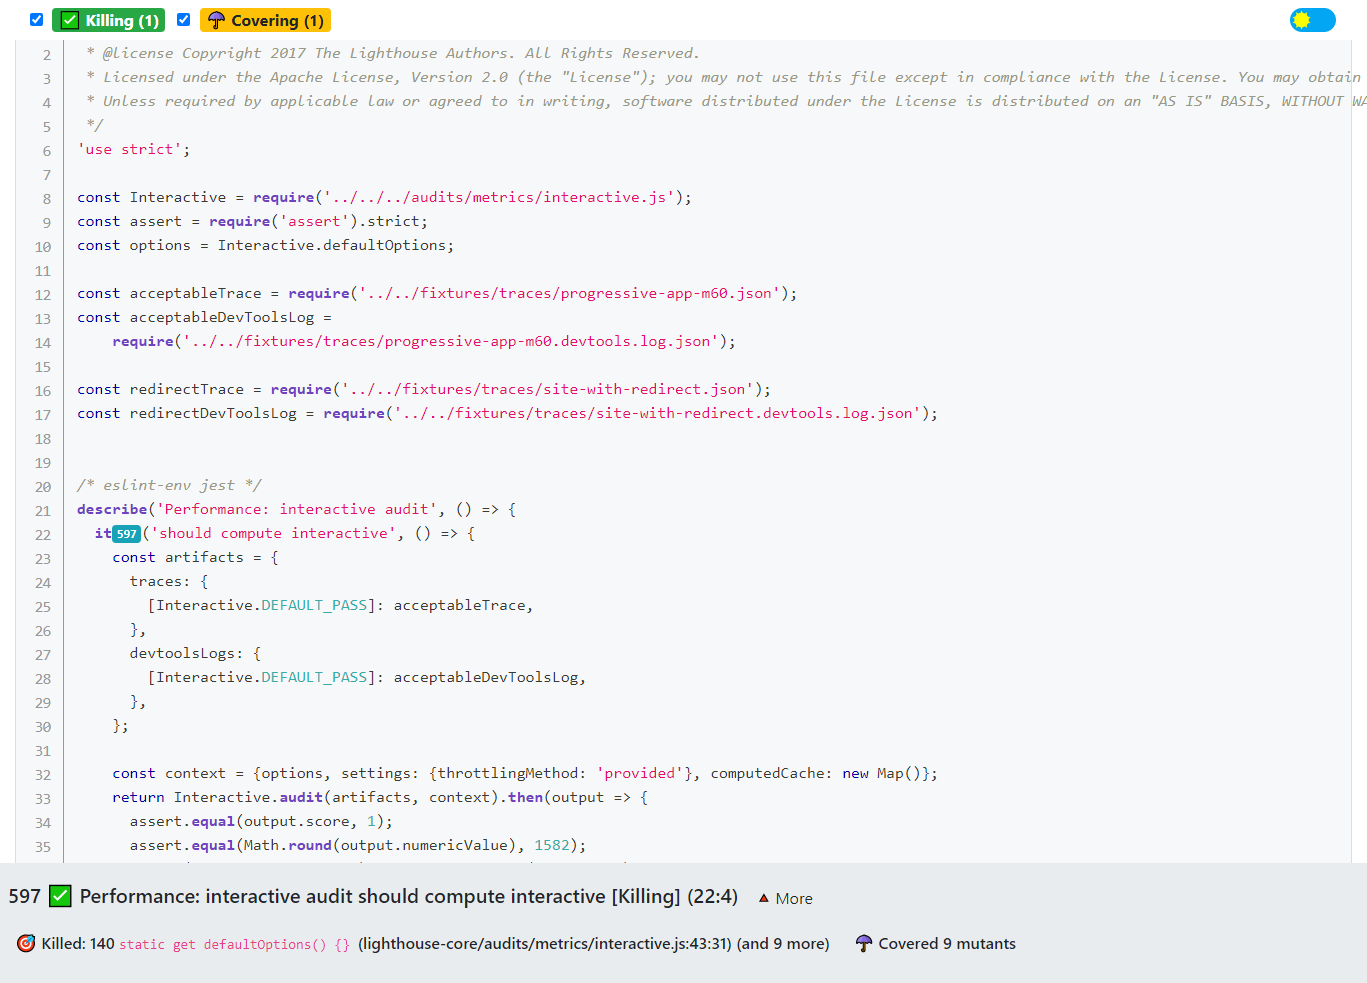 Killing (1) Covering (1)
2 * @license Copyright 2017 The Lighthouse Authors. All Rights Reserved.
3 * Licensed under the Apache License, Version 2.0 (the "License"); you may not use this file except in compliance with the License. You may obtain
4 * Unless required by applicable law or agreed to in writing, software distributed under the License is distributed on an "AS IS" BASIS, WITHOUT WA
5 */
6 'use strict';
7
8 const Interactive = require('../../../audits/metrics/interactive.js');
9 const assert = require('assert').strict;
10 const options = Interactive.defaultOptions;
11
12 const acceptableTrace = require('../../fixtures/traces/progressive-app-m60.json');
13 const acceptableDevToolsLog =
14 require('../../fixtures/traces/progressive-app-m60.devtools.log.json');
15
16 const redirectTrace = require('../../fixtures/traces/site-with-redirect.json');
17 const redirectDevToolsLog = require('../../fixtures/traces/site-with-redirect.devtools.log.json');
18
19
20 /* eslint-env jest */
21 describe('Performance: interactive audit', () => {
22 it 597 ('should compute interactive', () => {
23 const artifacts = {
24 traces: {
25 [Interactive.DEFAULT_PASS]: acceptableTrace,
26 },
27 devtoolsLogs: {
28 [Interactive.DEFAULT_PASS]: acceptableDevToolsLog,
29 },
30 };
31
32 const context = {options, settings: {throttlingMethod: 'provided'}, computedCache: new Map()};
33 return Interactive.audit(artifacts, context).then(output => {
34 assert.equal(output.score, 1);
35 assert.equal(Math.round(output.numericValue), 1582);
597 Performance: interactive audit should compute interactive [Killing] (22:4) More
Killed: 140 static get defaultOptions() {} (lighthouse-core/audits/metrics/interactive.js:43:31) (and 9 more) Covered 9 mutants